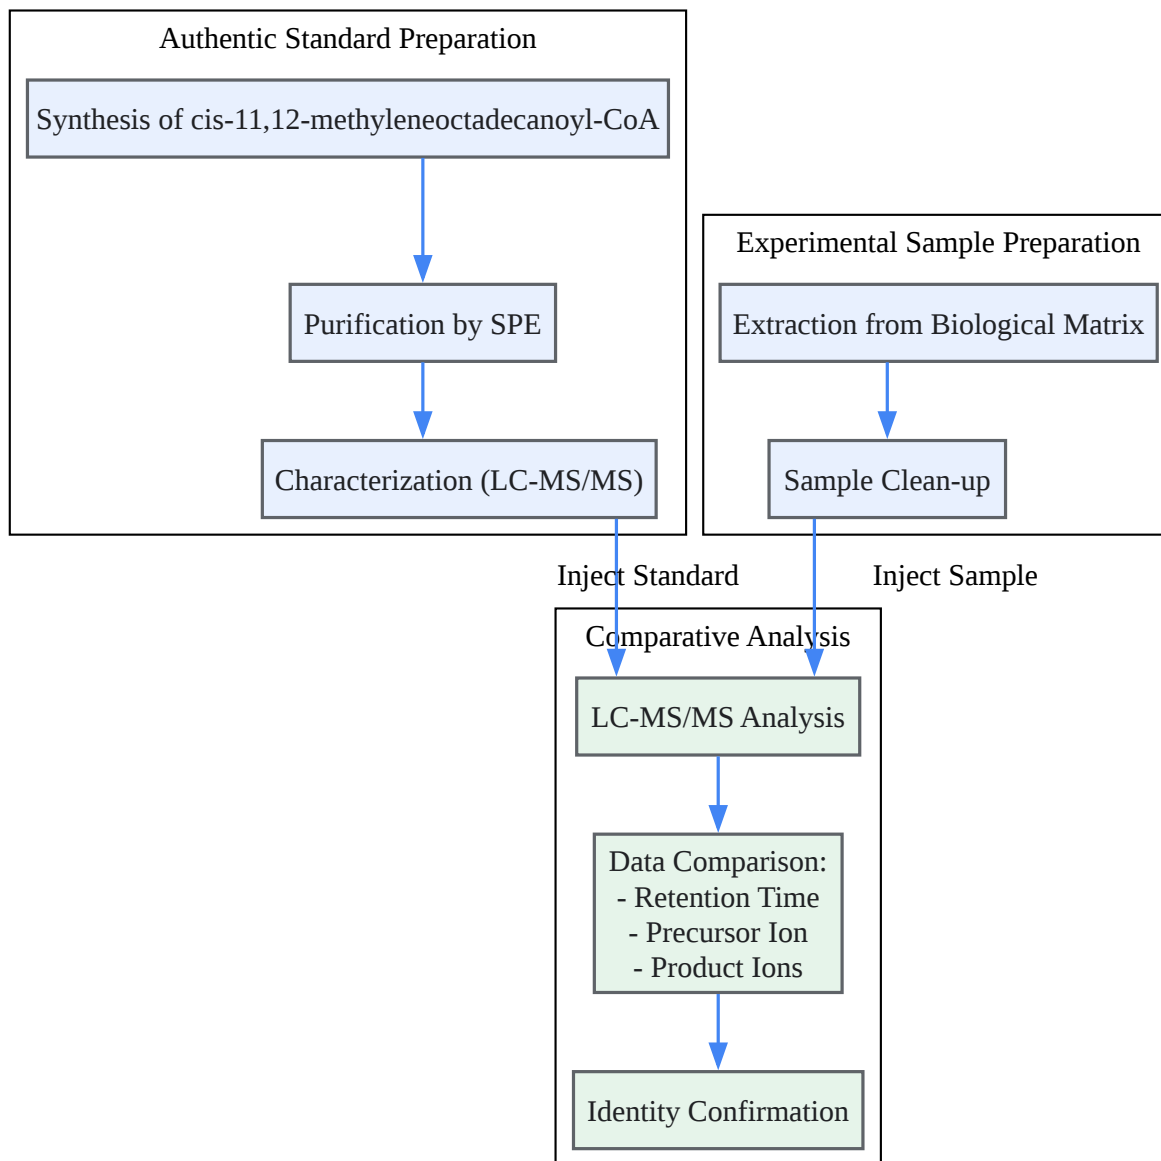 Authentic Standard Preparation
Synthesis of cis-11,12-methyleneoctadecanoyl-CoA
Purification by SPE
Characterization (LC-MS/MS)
Experimental Sample Preparation
Extraction from Biological Matrix
Sample Clean-up
Inject Standard
Inject Sample
Comparative Analysis
LC-MS/MS Analysis
Data Comparison:
- Retention Time
- Precursor Ion
- Product Ions
Identity Confirmation